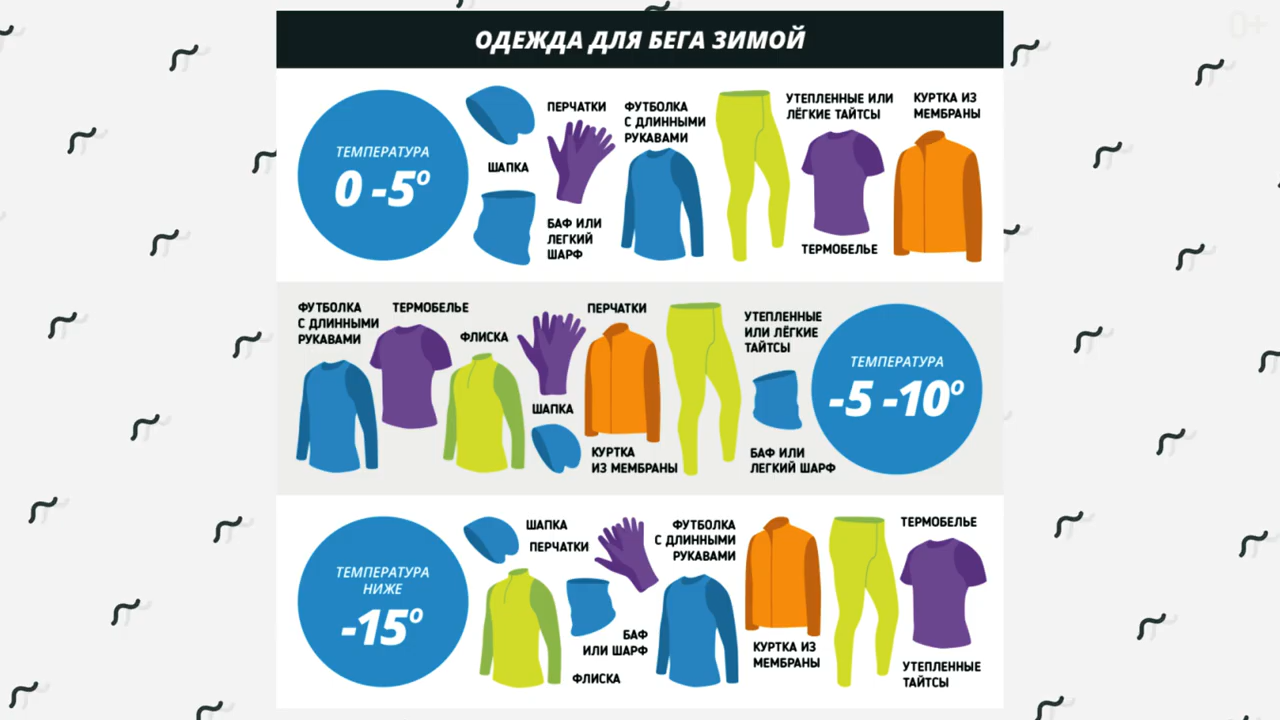 0+
ОДЕЖДА ДЛЯ БЕГА ЗИМОЙ
ТЕМПЕРАТУРА
0 -5°
ШАПКА
ПЕРЧАТКИ
БАФ ИЛИ
ЛЕГКИЙ
ШАРФ
ФУТБОЛКА
С ДЛИННЫМИ
РУКАВАМИ
УТЕПЛЕННЫЕ ИЛИ
ЛЁГКИЕ ТАЙТСЫ
ТЕРМОБЕЛЬЕ
КУРТКА ИЗ
МЕМБРАНЫ
ФУТБОЛКА
С ДЛИННЫМИ
РУКАВАМИ
ТЕРМОБЕЛЬЕ
ФЛИСКА
ШАПКА
ПЕРЧАТКИ
КУРТКА
ИЗ МЕМБРАНЫ
УТЕПЛЕННЫЕ
ИЛИ ЛЁГКИЕ
ТАЙТСЫ
БАФ ИЛИ
ЛЕГКИЙ ШАРФ
ТЕМПЕРАТУРА
-5 -10°
ТЕМПЕРАТУРА
НИЖЕ
-15°
ШАПКА
ПЕРЧАТКИ
ФЛИСКА
БАФ
ИЛИ ШАРФ
ФУТБОЛКА
С ДЛИННЫМИ
РУКАВАМИ
КУРТКА ИЗ
МЕМБРАНЫ
ТЕРМОБЕЛЬЕ
УТЕПЛЕННЫЕ
ТАЙТСЫ